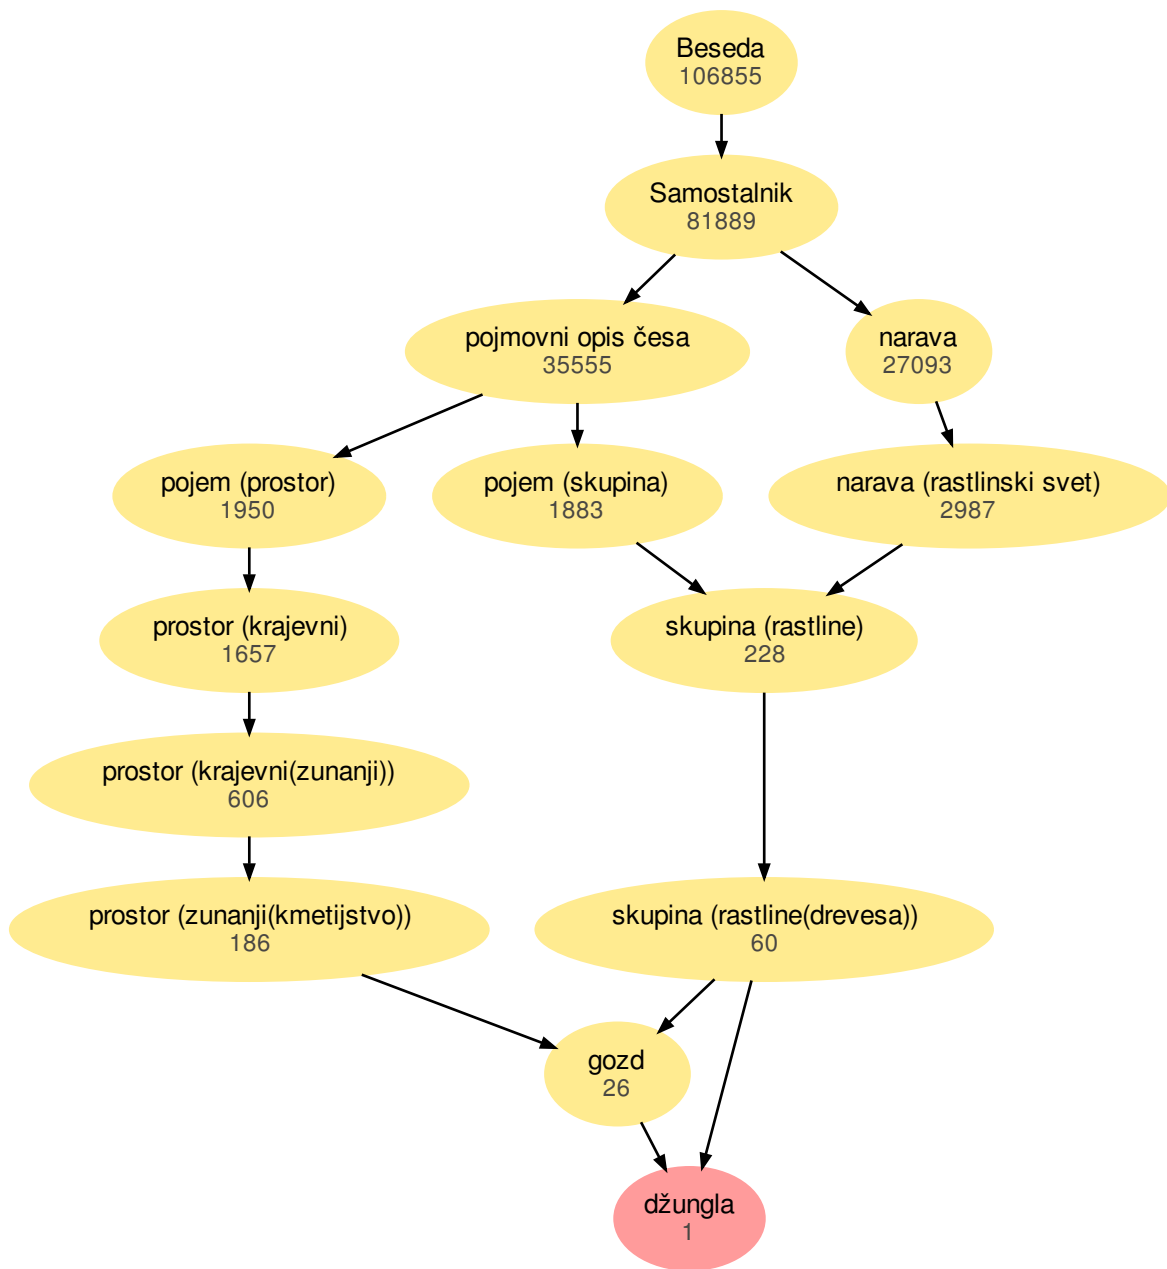 Beseda
106855
Samostalnik
81889
pojmovni opis česa
35555
narava
27093
pojem (prostor)
1950
pojem (skupina)
1883
narava (rastlinski svet)
2987
prostor (krajevni)
1657
skupina (rastline)
228
prostor (krajevni(zunanji))
606
prostor (zunanji(kmetijstvo))
186
skupina (rastline(drevesa))
60
gozd
26
džungla
1